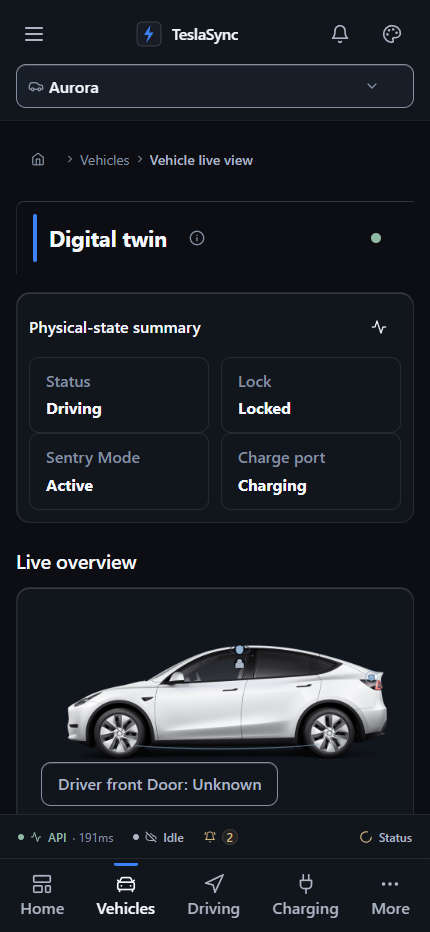 TeslaSync
Aurora
Vehicles Vehicle live view
Digital twin
Physical-state summary
Status Lock
Driving Locked
Sentry Mode Charge port
Active Charging
Live overview
Driver front Door: Unknown
API · 191ms Idle 2 Status
Home Vehicles Driving Charging More